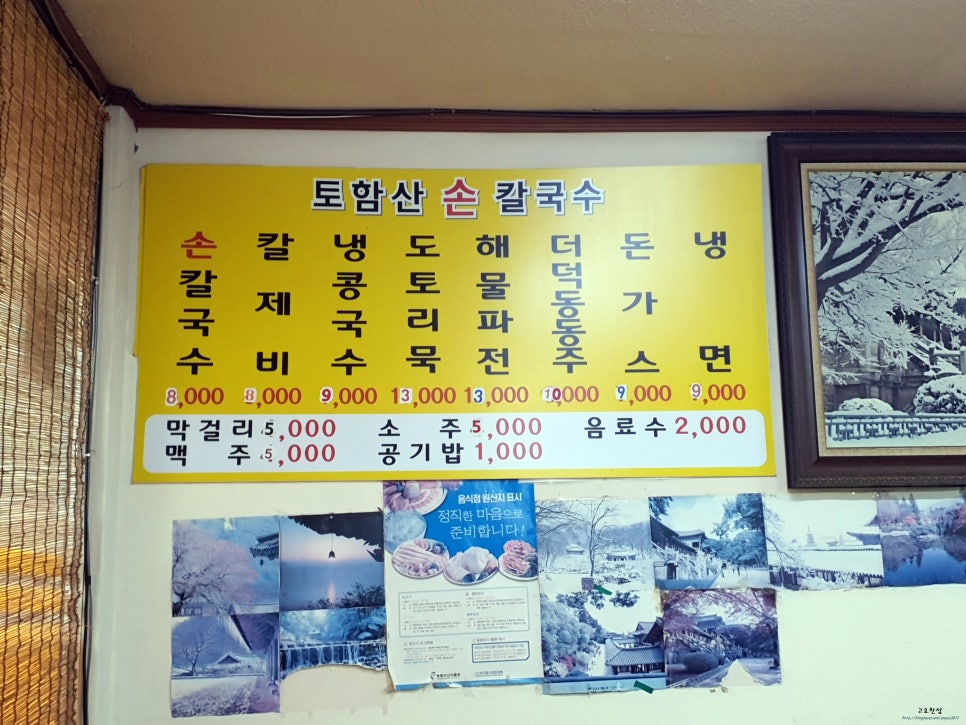 토함산 손 칼국수
손칼국수 8,000
칼제비 8,000
냉콩국수 9,000
도토리묵 13,000
해물파전 13,000
더덕동동주 10,000
돈가스 9,000
냉면 9,000
막걸리 5,000 소주 5,000 음료수 2,000
맥주 5,000 공기밥 1,000
음식점 원산지 표시
정직한 마음으로
준비합니다!
고요한섬